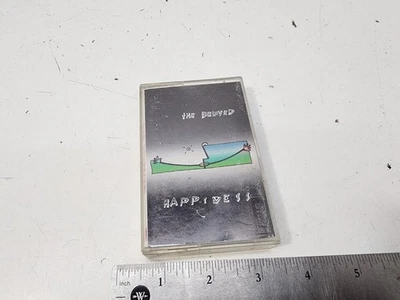 THE BELOVED
HAPPINESS
W
1 2 3 4 5